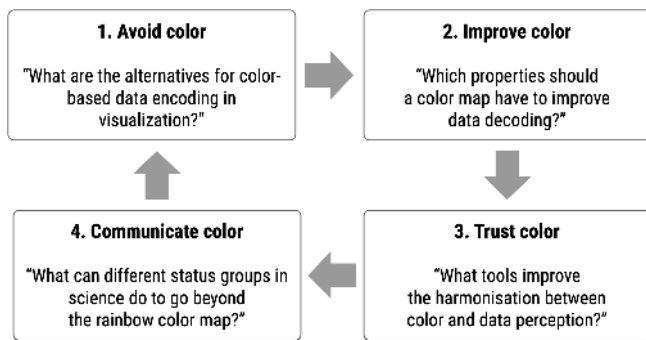 1. Avoid color
"What are the alternatives for color-
based data encoding in
visualization?"
2. Improve color
"Which properties should
a color map have to improve
data decoding?"
3. Trust color
"What tools improve
the harmonisation between
color and data perception?"
4. Communicate color
"What can different status groups in
science do to go beyond
the rainbow color map?"